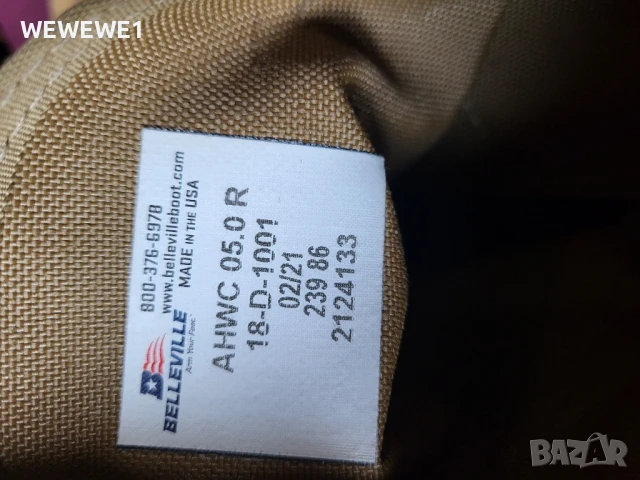 WEWEWE1
BELLEVILLE
Arm Your Feet
800-376-6978
www.bellevilleboot.com
MADE IN THE USA
AHWC 05.0 R
18-D-1001
02/21
239 86
2124133
BAZAR